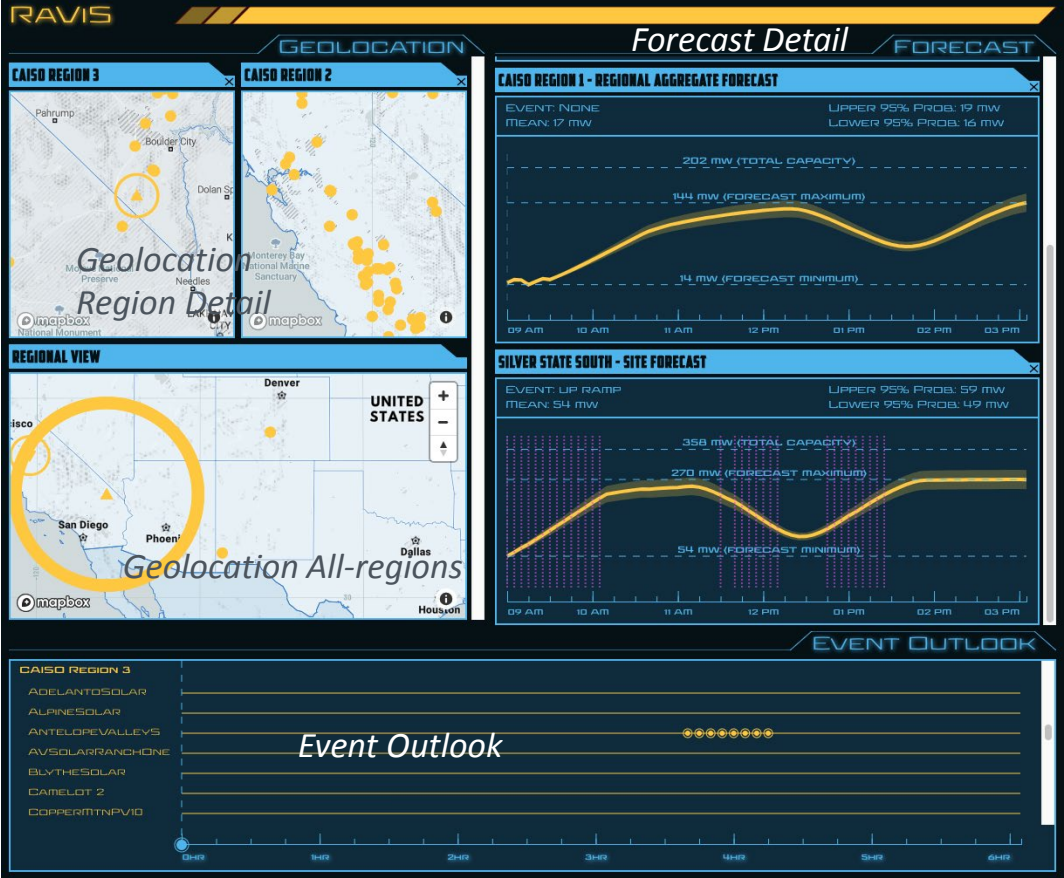 RAVIS
GEOLOCATION
Forecast Detail
FORECAST
CAISO REGION 3
CAISO REGION 2
Pahrump
Boulder City
Dolan
Preserve
Needles
National Monument
CITY
mapbox
Monterey Bay
National Marine
Sanctuary
mapbox
Geolocation
Region Detail
REGIONAL VIEW
Denver
UNITED
STATES
San Diego
Dallas
Houston
Geolocation All-regions
mapbox
+
−
CAISO REGION 1 - REGIONAL AGGREGATE FORECAST
EVENT: NONE
MEAN: 17 MW
UPPER 95% PROB: 19 MW
LOWER 95% PROB: 16 MW
202 MW (TOTAL CAPACITY)
144 MW (FORECAST MAXIMUM)
14 MW (FORECAST MINIMUM)
09 AM 10 AM 11 AM 12 PM 01 PM 02 PM 03 PM
SILVER STATE SOUTH - SITE FORECAST
EVENT: UP RAMP
MEAN: 54 MW
UPPER 95% PROB: 59 MW
LOWER 95% PROB: 49 MW
358 MW (TOTAL CAPACITY)
270 MW (FORECAST MAXIMUM)
54 MW (FORECAST MINIMUM)
09 AM 10 AM 11 AM 12 PM 01 PM 02 PM 03 PM
EVENT OUTLOOK
CAISO REGION 3
ADELANTOSOLAR
ALPINESOLAR
ANTELOPEVALLEYS
AVSOLARRANCHONE
BLYTHESOLAR
CAMELOT 2
COPPERMTNPV10
Event Outlook
0HR 1HR 2HR 3HR 4HR 5HR 6HR